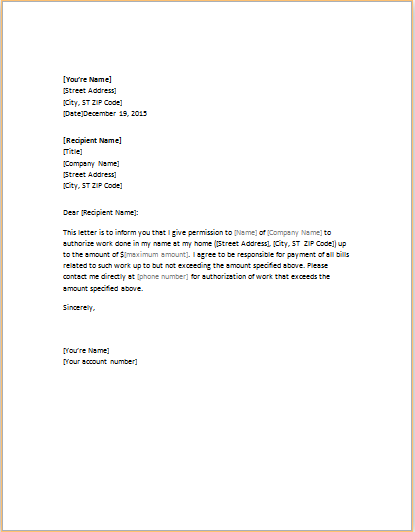 [You're Name]
[Street Address]
[City, ST ZIP Code]
[Date]December 19, 2015
[Recipient Name]
[Title]
[Company Name]
[Street Address]
[City, ST ZIP Code]
Dear [Recipient Name]:
This letter is to inform you that I give permission to [Name] of [Company Name] to
authorize work done in my name at my home ([Street Address], [City, ST ZIP Code]) up
to the amount of $[maximum amount]. I agree to be responsible for payment of all bills
related to such work up to but not exceeding the amount specified above. Please
contact me directly at [phone number] for authorization of work that exceeds the
amount specified above.
Sincerely,
[You're Name]
[Your account number]